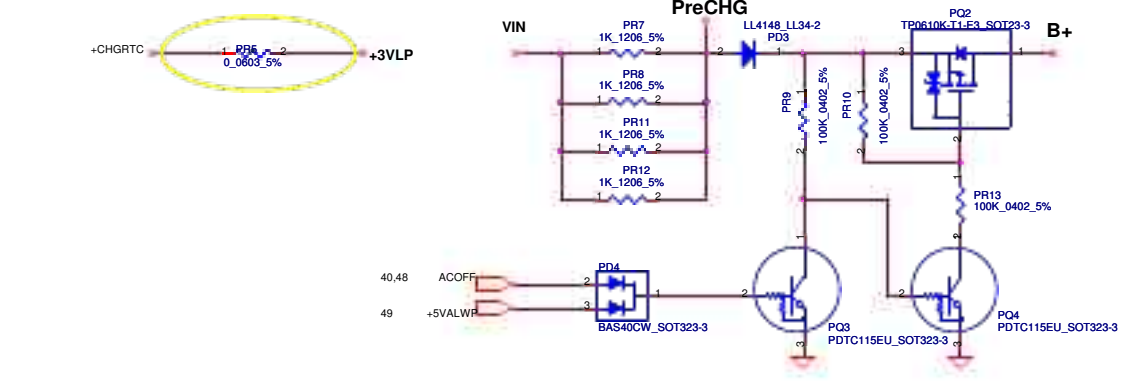 PreCHG
VIN
PR7
1K_1206_5%
1
2
LL4148_LL34-2
PD3
2
1
PQ2
TP0610K-T1-E3_SOT23-3
3
1
2
B+
+CHGRTC
1
PR6
2
0_0603_5%
+3VLP
PR8
1K_1206_5%
1
2
PR11
1K_1206_5%
1
2
PR12
1K_1206_5%
1
2
PR9
100K_0402_5%
1
2
PR10
100K_0402_5%
1
2
PR13
100K_0402_5%
1
2
40,48
ACOFF
49
+5VALWP
PD4
2
3
1
BAS40CW_SOT323-3
1
2
3
PQ3
PDTC115EU_SOT323-3
2
3
PQ4
PDTC115EU_SOT323-3